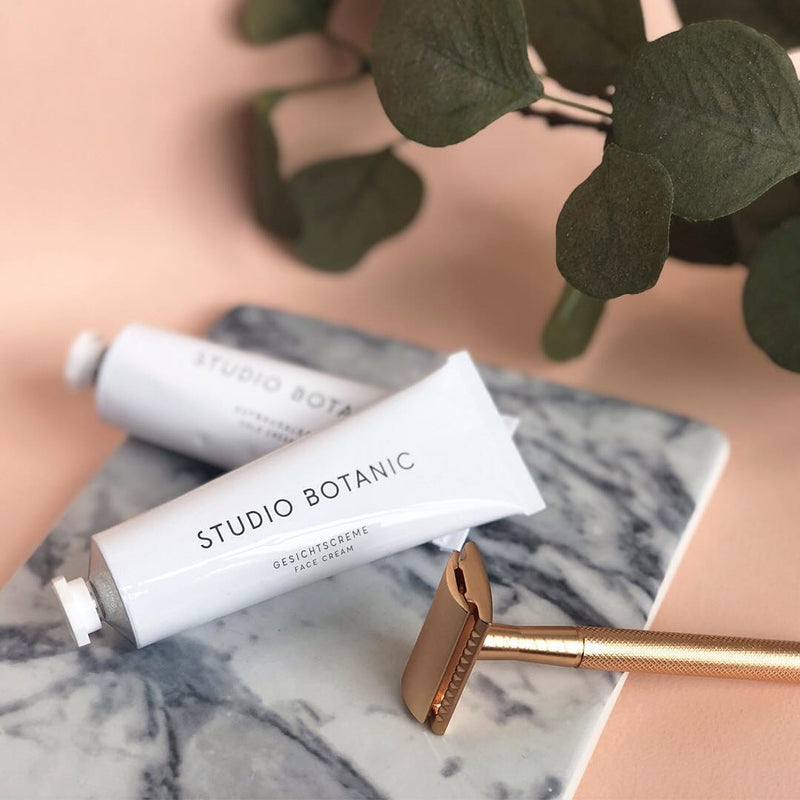 STUDIO BOTA
STUDIO BOTANIC
GESICHTSCREME
FACE CREAM